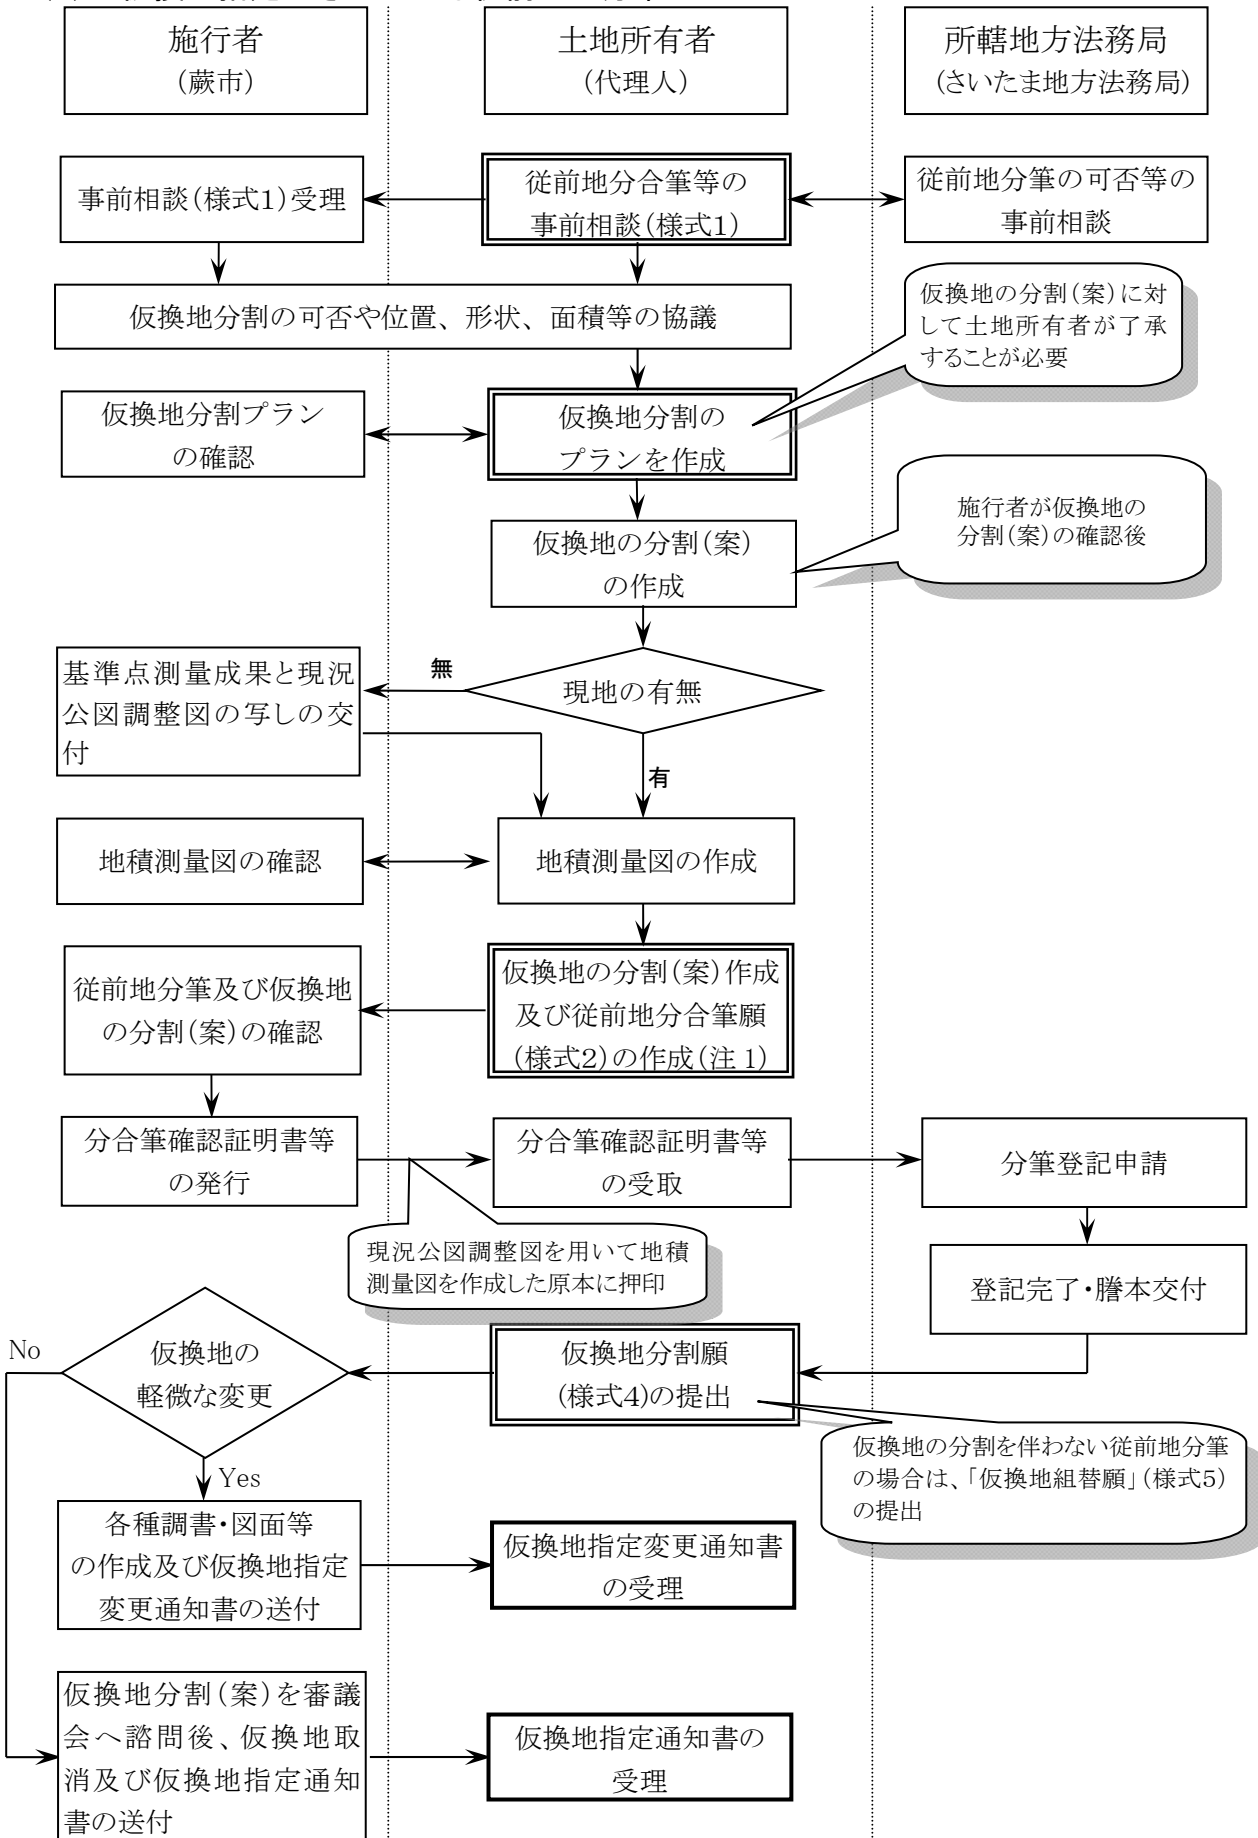 施行者
(蕨市)
土地所有者
(代理人)
所轄地方法務局
(さいたま地方法務局)
事前相談(様式1)受理
従前地分合筆等の
事前相談(様式1)
従前地分筆の可否等の
事前相談
仮換地分割の可否や位置、形状、面積等の協議
仮換地の分割(案)に対
して土地所有者が了承
することが必要
仮換地分割プラン
の確認
仮換地分割の
プランを作成
施行者が仮換地の
分割(案)の確認後
仮換地の分割(案)
の作成
基準点測量成果と現況
公図調整図の写しの交
付
無
現地の有無
有
地積測量図の確認
地積測量図の作成
従前地分筆及び仮換地
の分割(案)の確認
仮換地の分割(案)作成
及び従前地分合筆願
(様式2)の作成(注1)
分合筆確認証明書等
の発行
分合筆確認証明書等
の受取
分筆登記申請
現況公図調整図を用いて地積
測量図を作成した原本に押印
登記完了・謄本交付
No
仮換地の
軽微な変更
仮換地分割願
(様式4)の提出
仮換地の分割を伴わない従前地分筆
の場合は、「仮換地組替願」(様式5)
の提出
Yes
各種調書・図面等
の作成及び仮換地指定
変更通知書の送付
仮換地指定変更通知書
の受理
仮換地分割(案)を審議
会へ諮問後、仮換地取
消及び仮換地指定通知
書の送付
仮換地指定通知書の
受理